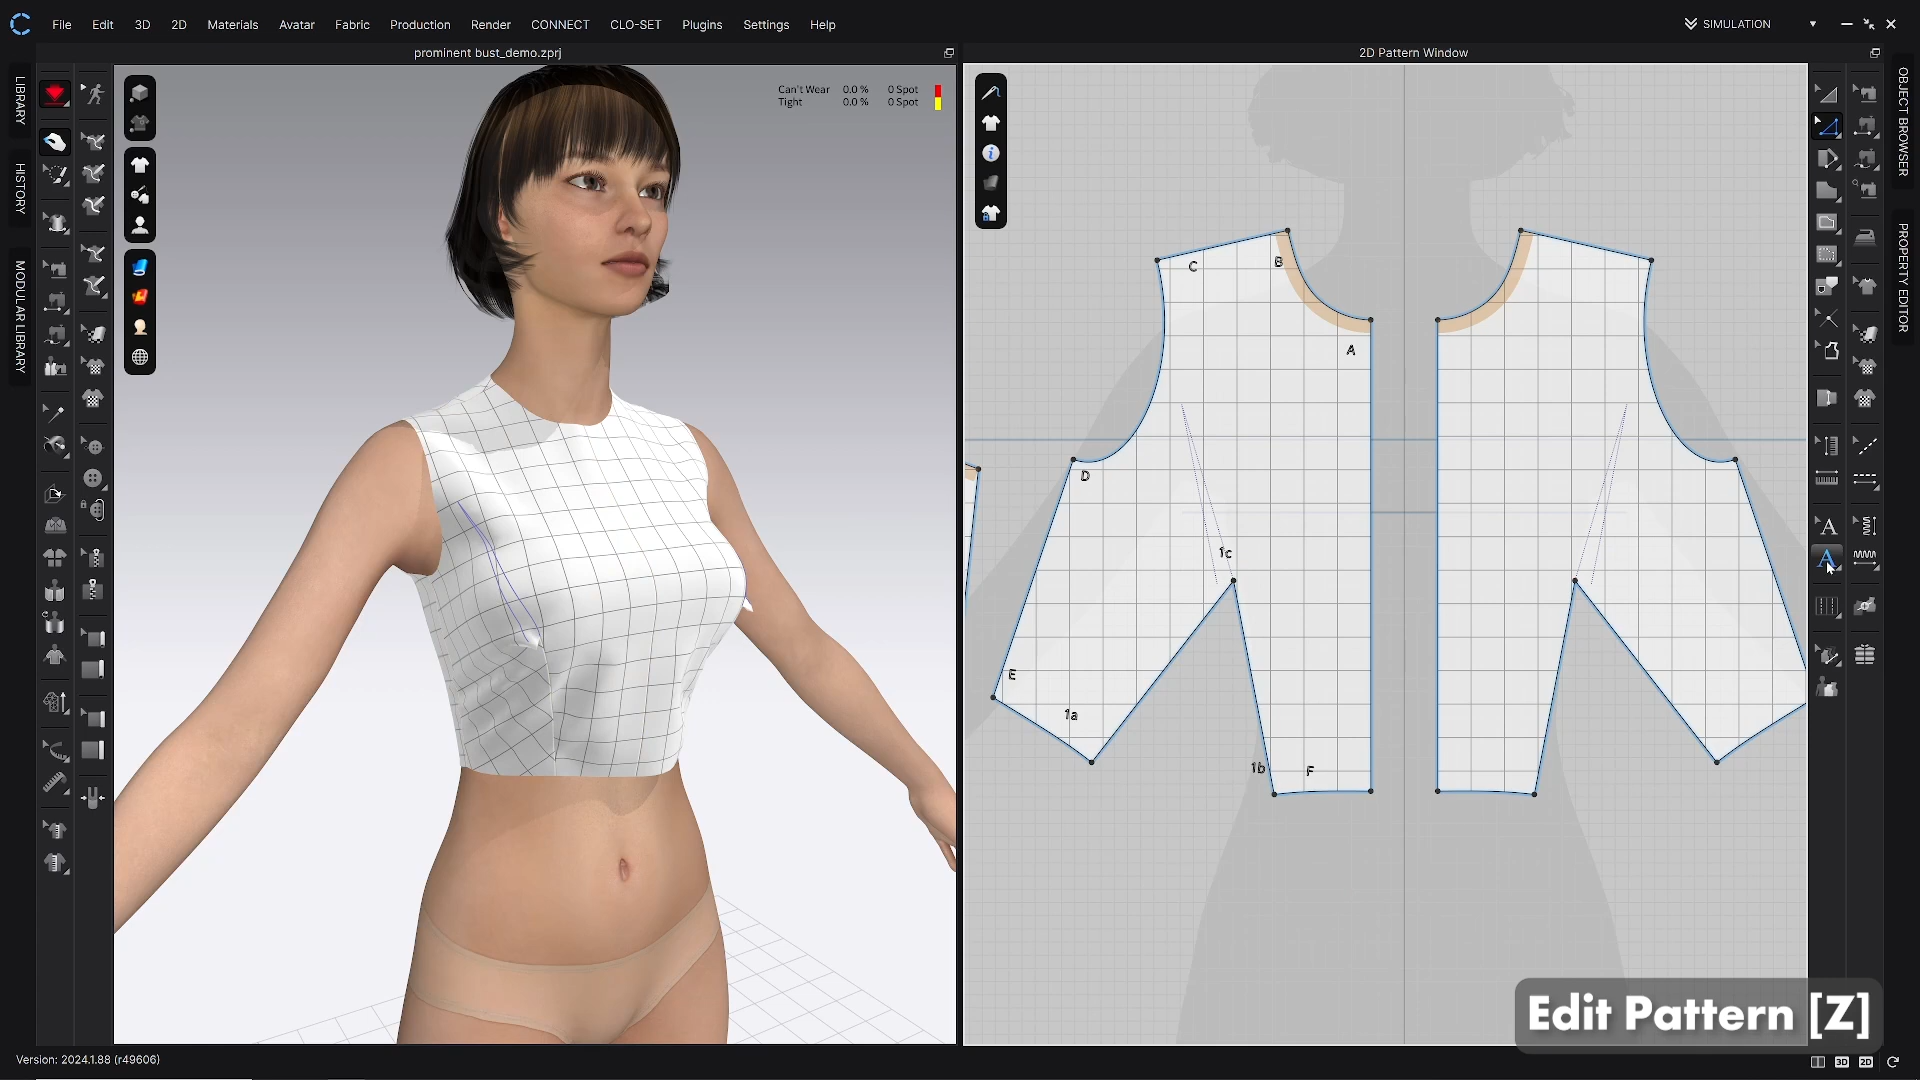 File Edit 3D 2D Materials Avatar Fabric Production Render CONNECT CLO-SET Plugins Settings Help
SIMULATION
prominent bust_demo.zprj
2D Pattern Window
LIBRARY
HISTORY
MODULAR LIBRARY
Can't Wear 0.0 % 0 Spot
Tight 0.0 % 0 Spot
OBJECT BROWSER
PROPERTY EDITOR
C
B
A
D
1c
E
1a
1b
F
A
A
Edit Pattern [Z]
Version: 2024.1.88 (r49606)
3D 2D